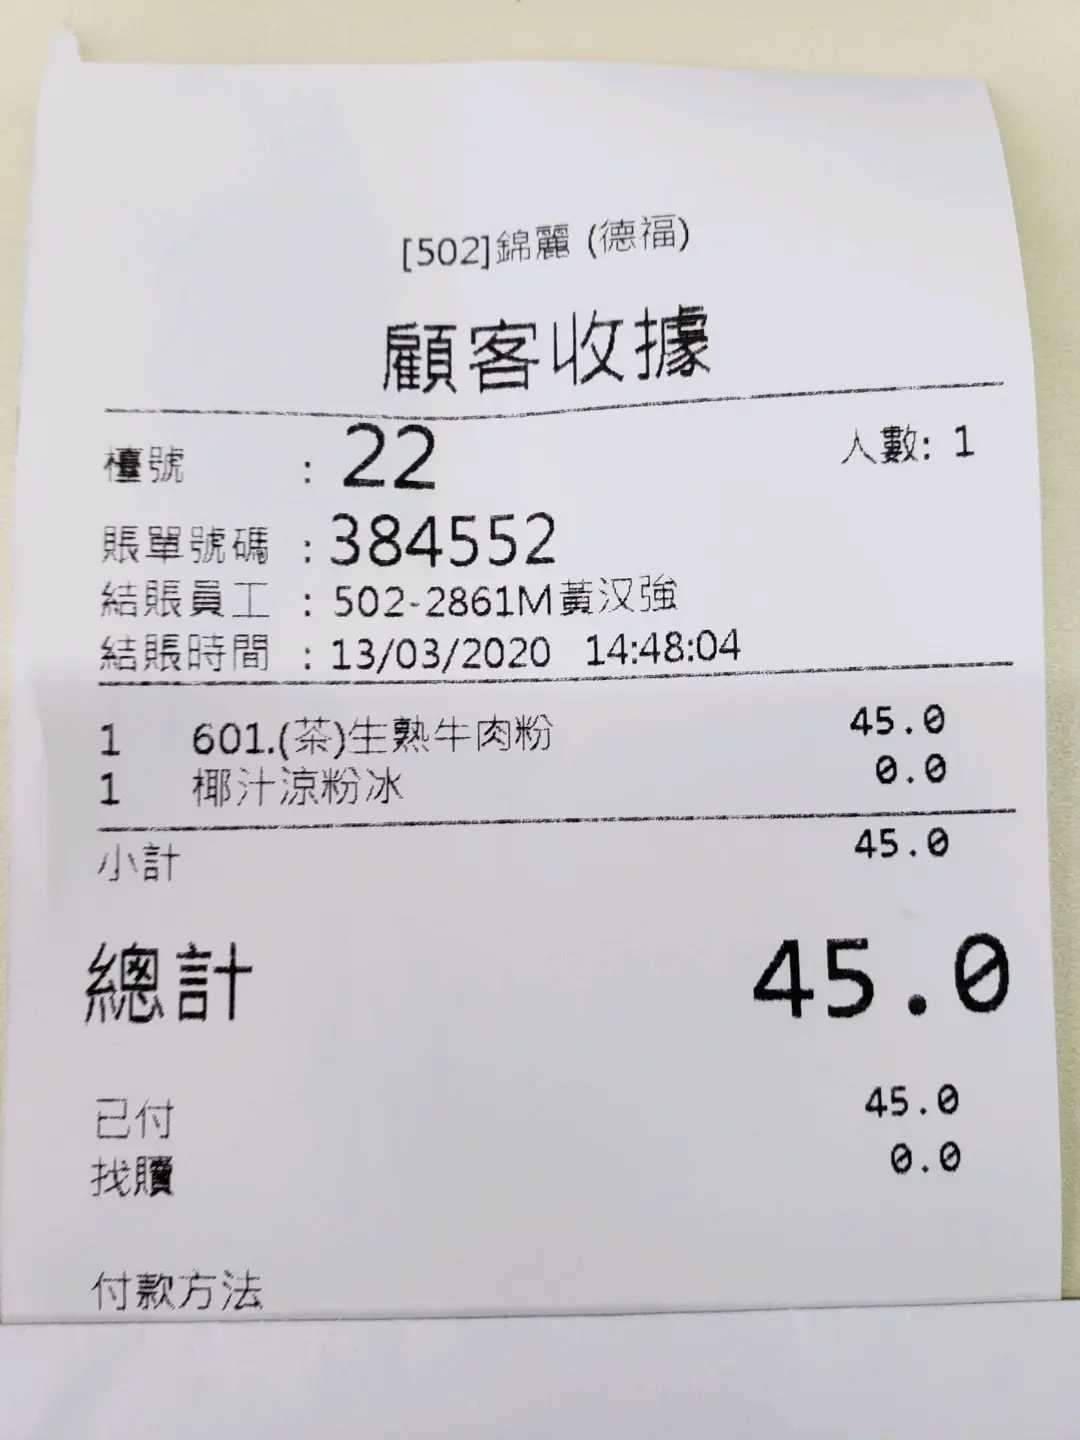 [502]錦麗 (德福)
顧客收據
檯號 : 22 人數: 1
賬單號碼 : 384552
結賬員工 : 502-2861M黃汉強
結賬時間 : 13/03/2020 14:48:04
1 601.(茶)生熟牛肉粉 45.0
1 椰汁涼粉冰 0.0
小計 45.0
總計 45.0
已付 45.0
找贖 0.0
付款方法